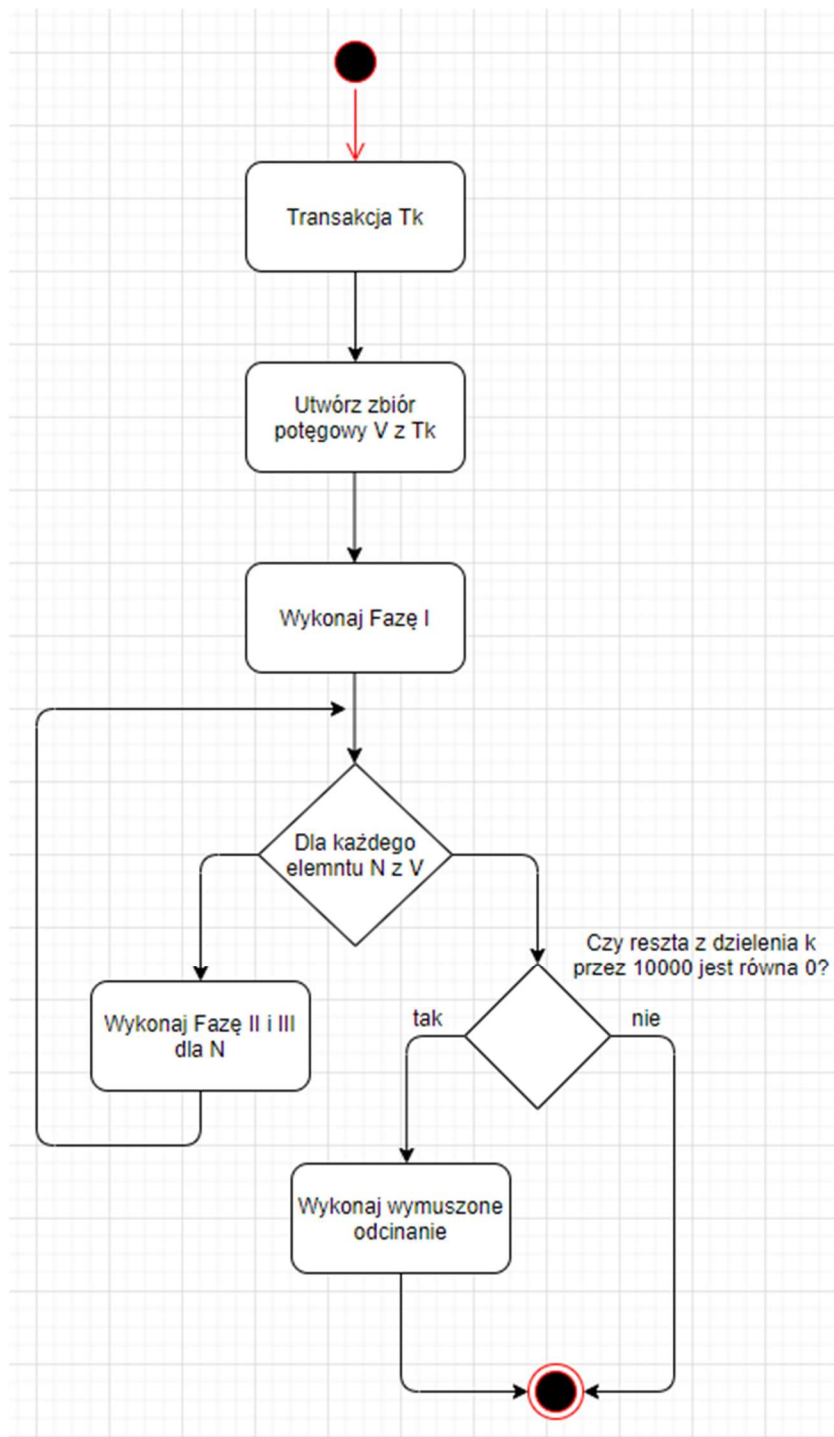 Transakcja Tk
Utwórz zbiór
potęgowy V z Tk
Wykonaj Fazę I
Dla każdego
elemntu N z V
Czy reszta z dzielenia k
przez 10000 jest równa 0?
Wykonaj Fazę II i III
dla N
tak
nie
Wykonaj wymuszone
odcinanie